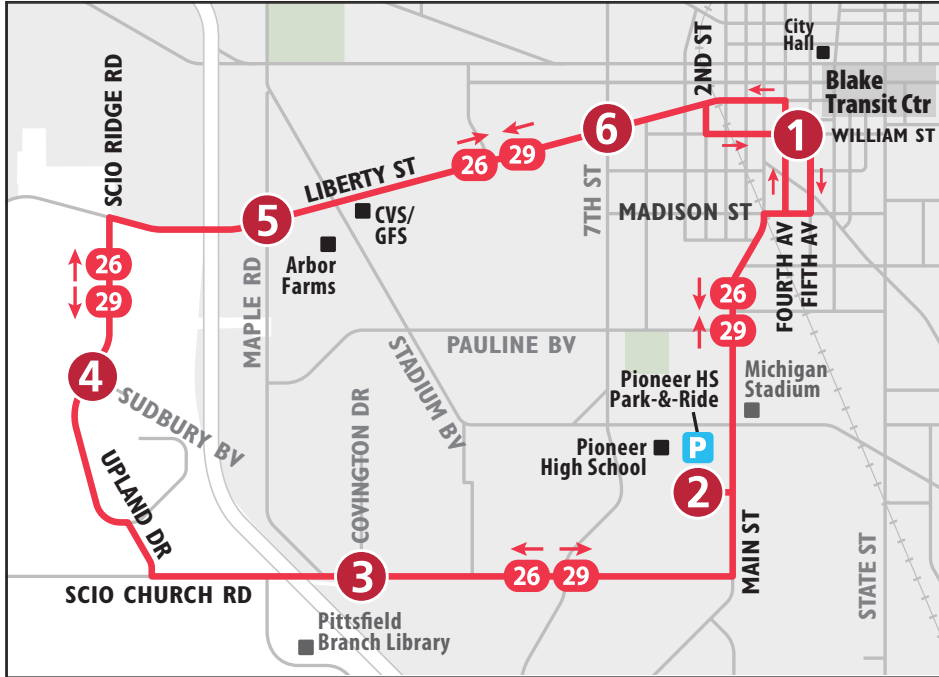 City
Hall
2ND ST
Blake
Transit Ctr
SCIO RIDGE RD
6
1
WILLIAM ST
26
29
LIBERTY ST
7TH ST
MADISON ST
5
CVS/
GFS
Arbor
Farms
FOURTH AV
FIFTH AV
26
29
26
29
MAPLE RD
STADIUM BV
PAULINE BV
4
SUDBURY BV
COVINGTON DR
Pioneer HS
Park-&-Ride
Michigan
Stadium
P
Pioneer
High School
2
UPLAND DR
MAIN ST
STATE ST
3
26
29
SCIO CHURCH RD
Pittsfield
Branch Library